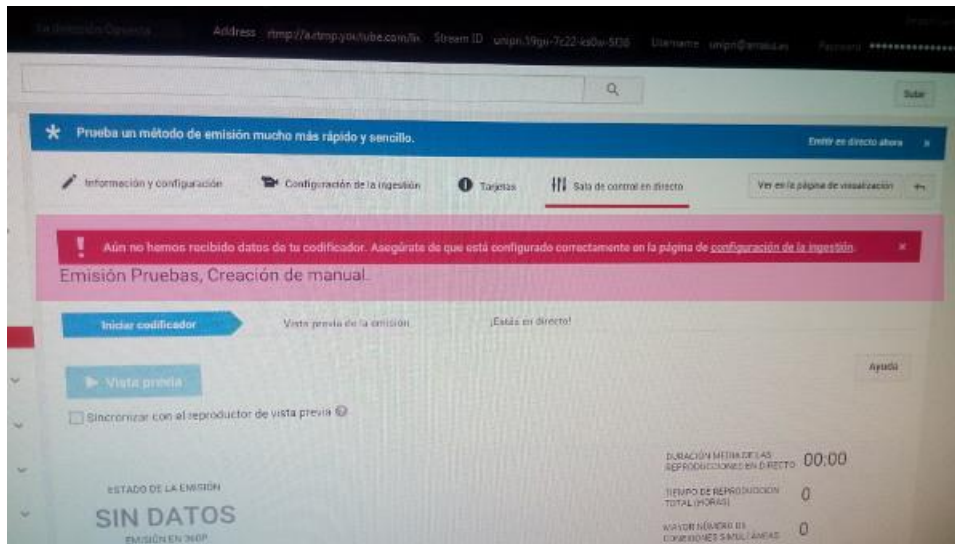 Address rtmp://a.rtmp.youtube.com/liv Stream ID Username Password
Subir
Prueba un método de emisión mucho más rápido y sencillo. Emitir en directo ahora
Información y configuración Configuración de la ingestión Tarjetas Sala de control en directo Ver en la página de visualización
Aún no hemos recibido datos de tu codificador. Asegúrate de que está configurado correctamente en la página de configuración de la ingestión.
Emisión Pruebas, Creación de manual.
Iniciar codificador Vista previa de la emisión ¡Estás en directo!
Ayuda
Vista previa
Sincronizar con el reproductor de vista previa
DURACIÓN MEDIA DE LAS
REPRODUCCIONES EN DIRECTO 00:00
ESTADO DE LA EMISIÓN
TIEMPO DE REPRODUCCIÓN
TOTAL (HORAS) 0
SIN DATOS
MAYOR NÚMERO DE
CONEXIONES SIMULTÁNEAS 0
EMISIÓN EN 360P